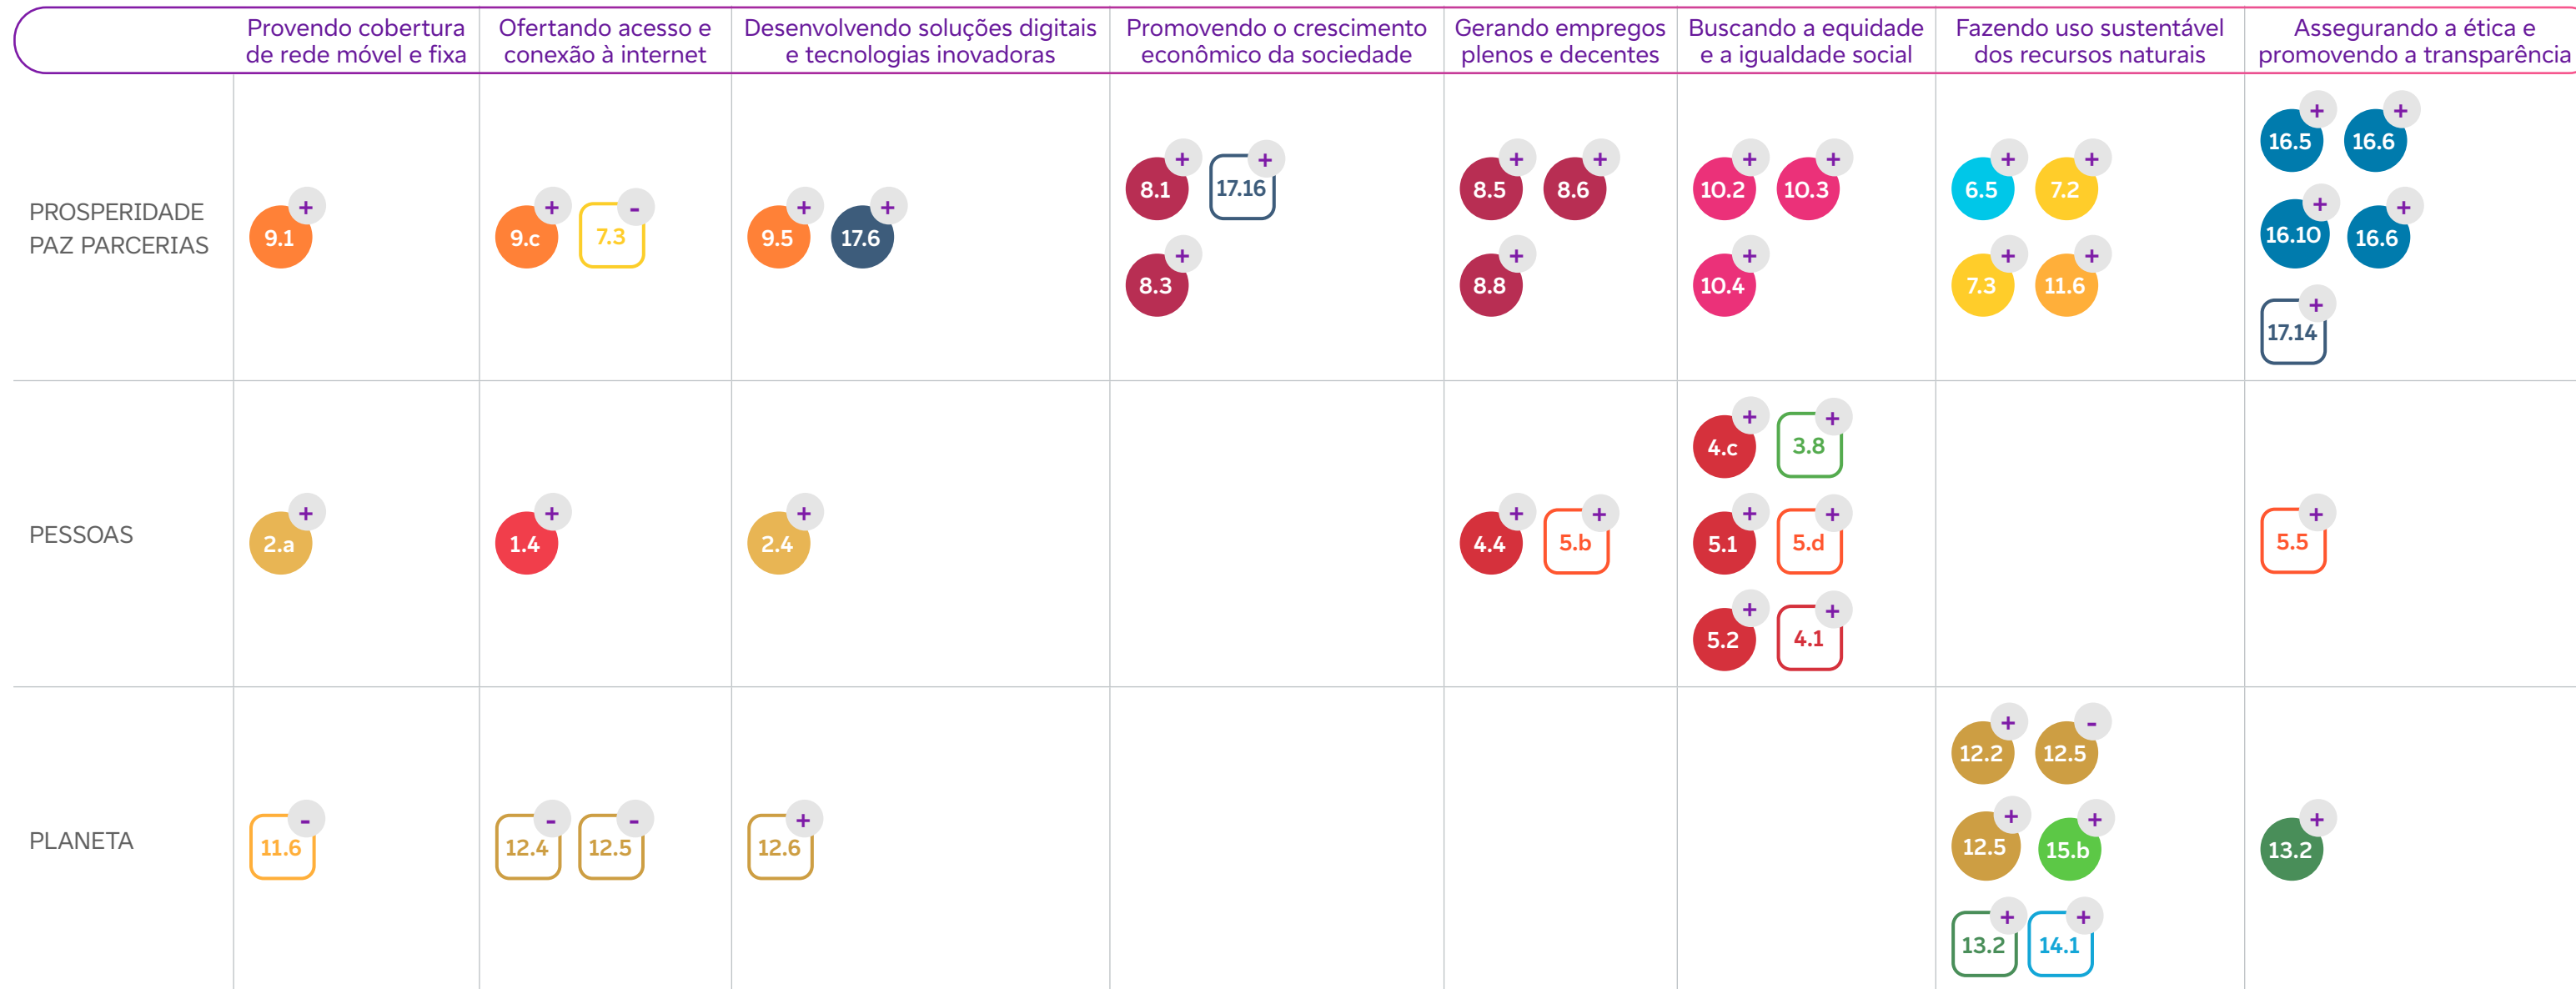 Provendo cobertura
de rede móvel e fixa
Ofertando acesso e
conexão à internet
Desenvolvendo soluções digitais
e tecnologias inovadoras
Promovendo o crescimento
econômico da sociedade
Gerando empregos
plenos e decentes
Buscando a equidade
e a igualdade social
Fazendo uso sustentável
dos recursos naturais
Assegurando a ética e
promovendo a transparência
PROSPERIDADE
PAZ PARCERIAS
9.1 +
9.c + 7.3 -
9.5 + 17.6 +
8.1 + 17.16 +
8.3 +
8.5 + 8.6 +
8.8 +
10.2 + 10.3 +
10.4 +
6.5 + 7.2 +
7.3 + 11.6 +
16.5 + 16.6 +
16.10 + 16.6 +
17.14 +
PESSOAS
2.a +
1.4 +
2.4 +
4.4 + 5.b +
4.c + 3.8 +
5.1 + 5.d +
5.2 + 4.1 +
5.5 +
PLANETA
11.6 -
12.4 - 12.5 -
12.6 +
12.2 + 12.5 -
12.5 + 15.b +
13.2 + 14.1 +
13.2 +